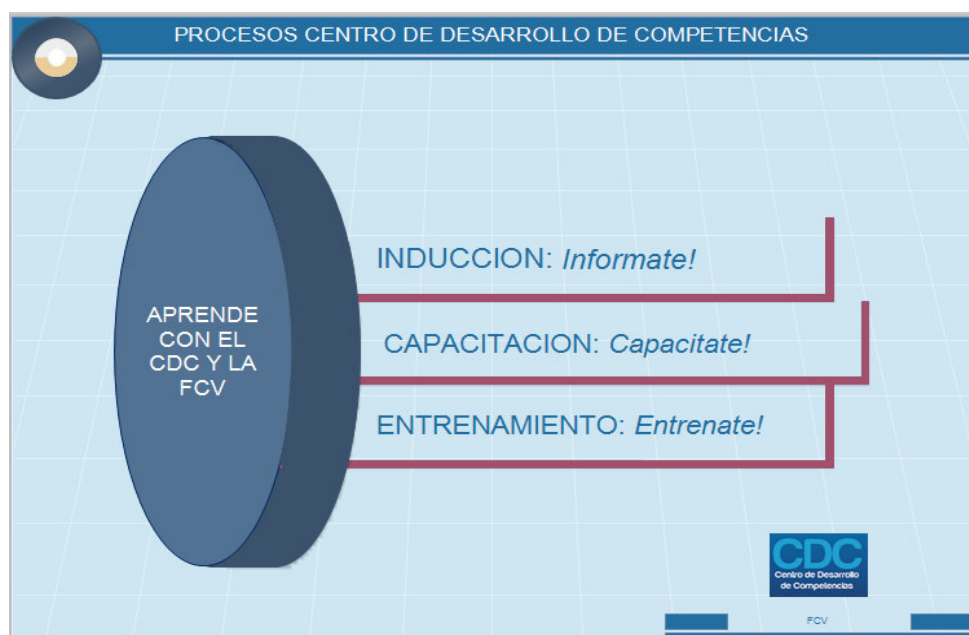 PROCESOS CENTRO DE DESARROLLO DE COMPETENCIAS
APRENDE
CON EL
CDC Y LA
FCV
INDUCCION: Informate!
CAPACITACION: Capacitate!
ENTRENAMIENTO: Entrenate!
CDC
Centro de Desarrollo
de Competencias
FCV